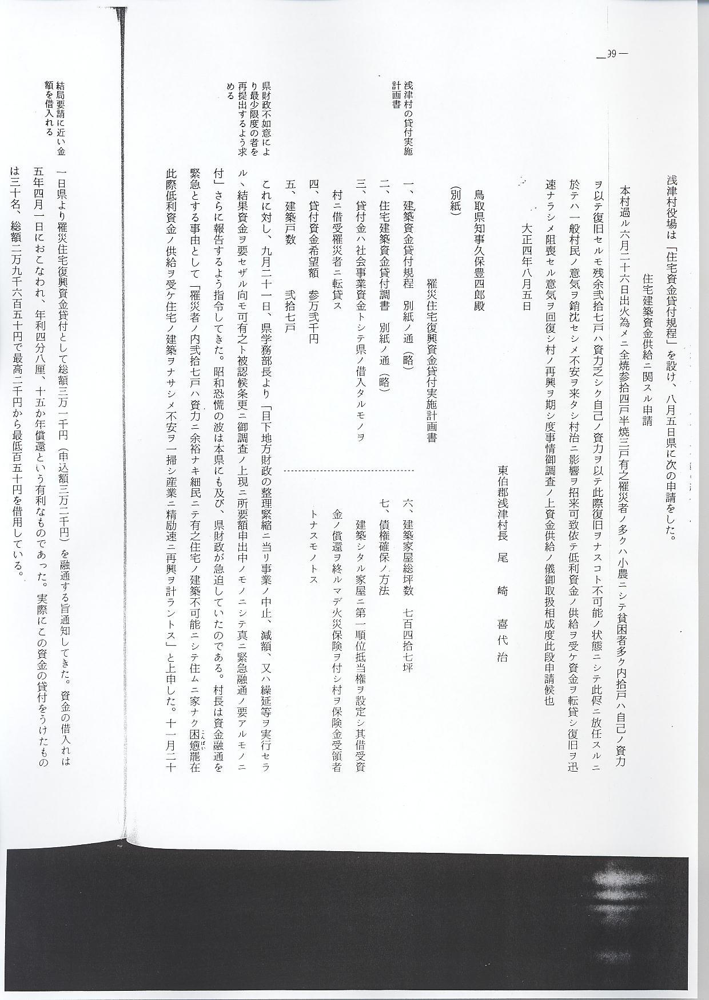 ― 99 ―
浅津村役場は「住宅資金貸付規程」を設け、八月五日県に次の申請をした。
住宅建築資金供給ニ関スル申請
本村過ル六月二十六日出火為メニ全焼参拾四戸半焼三戸有之罹災者ノ多クハ小農ニシテ貧困者多ク内拾戸ハ自己ノ資力
ヲ以テ復旧セルモ残余弐拾七戸ハ資力乏シク自己ノ資力ヲ以テ此際復旧ヲナスコト不可能ノ状態ニシテ此侭ニ放任スルニ
於テハ一般村民ノ意気ヲ銷沈セシメ不安ヲ来タシ村治ニ影響ヲ招来可致依テ低利資金ノ供給ヲ受ケ資金ヲ転貸シ復旧ヲ迅
速ナラシメ阻喪セル意気ヲ回復シ村ノ再興ヲ期シ度事情御調査ノ上資金供給ノ儀御取扱相成度此段申請候也
大正四年八月五日
東伯郡浅津村長 尾崎喜代治
鳥取県知事久保豊四郎殿
(別紙)
罹災住宅復興資金貸付実施計画書
浅津村の貸付実施
計画書
一、建築資金貸付規程 別紙ノ通(略)
二、住宅建築資金貸付調書 別紙ノ通(略)
三、貸付金ハ社会事業資金トシテ県ノ借入タルモノヲ
村ニ借受罹災者ニ転貸ス
四、貸付資金希望額 参万弐千円
五、建築戸数 弐拾七戸
六、建築家屋総坪数 七百四拾七坪
七、債権確保ノ方法
建築シタル家屋ニ第一順位抵当権ヲ設定シ其借受資
金ノ償還ヲ終ルマデ火災保険ヲ付シ村ヲ保険金受領者
トナスモノトス
県財政不如意によ
り最少限度の者を
再提出するよう求
める
これに対し、九月二十一日、県学務部長より「目下地方財政の整理緊縮ニ当リ事業ノ中止、減額、又ハ繰延等ヲ実行セラ
ルヽ結果資金ヲ要セザル向モ可有之ト被認候条更ニ御調査ノ上現ニ所要額申出中ノモノニシテ真ニ緊急融通ノ要アルモノニ
付」さらに報告するよう指令してきた。昭和恐慌の波は本県にも及び、県財政が急迫していたのである。村長は資金融通を
緊急とする事由として「罹災者ノ内弐拾七戸ハ資力ニ余裕ナキ細民ニテ有之住宅ノ建築不可能ニシテ住ムニ家ナク困憊罷在
こんぱい
此際低利資金ノ供給ヲ受ケ住宅ノ建築ヲナサシメ不安ヲ一掃シ産業ニ精励速ニ再興ヲ計ラントス」と上申した。十一月二十
結局要請に近い金
額を借入れる
一日県より罹災住宅復興資金貸付として総額三万一千円(申込額三万二千円)を融通する旨通知してきた。資金の借入れは
五年四月一日におこなわれ、年利四分八厘、十五か年償還という有利なものであった。実際にこの資金の貸付をうけたもの
は三十名、総額二万九千六百五十円で最高二千円から最低百五十円を借用している。